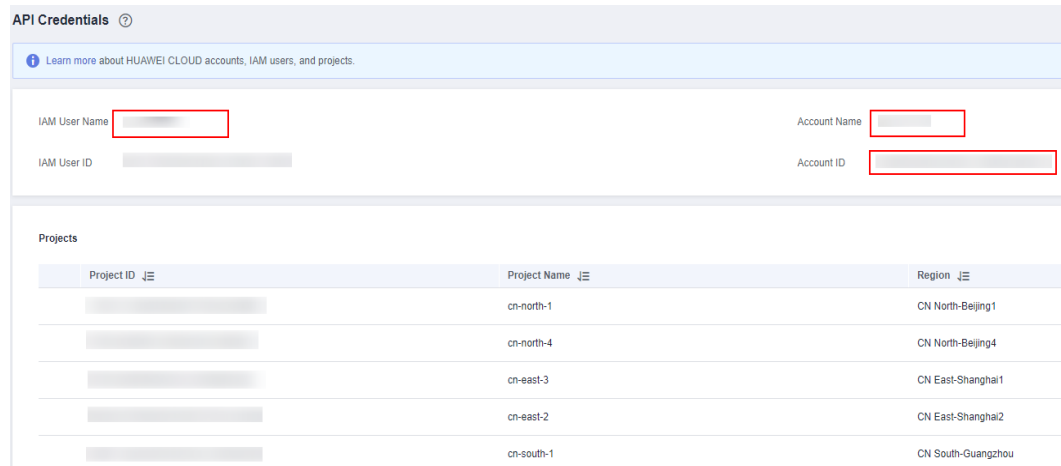 API Credentials ?
Learn more about HUAWEI CLOUD accounts, IAM users, and projects.
IAM User Name
Account Name
IAM User ID
Account ID
Projects
Project ID
Project Name
Region
cn-north-1
CN North-Beijing1
cn-north-4
CN North-Beijing4
cn-east-3
CN East-Shanghai1
cn-east-2
CN East-Shanghai2
cn-south-1
CN South-Guangzhou